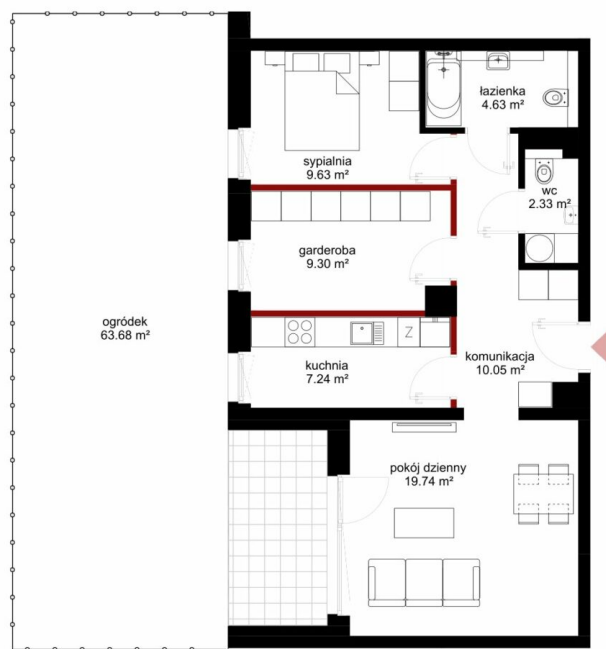 łazienka
4.63 m²
sypialnia
9.63 m²
wc
2.33 m²
garderoba
9.30 m²
ogródek
63.68 m²
Z
kuchnia
7.24 m²
komunikacja
10.05 m²
pokój dzienny
19.74 m²